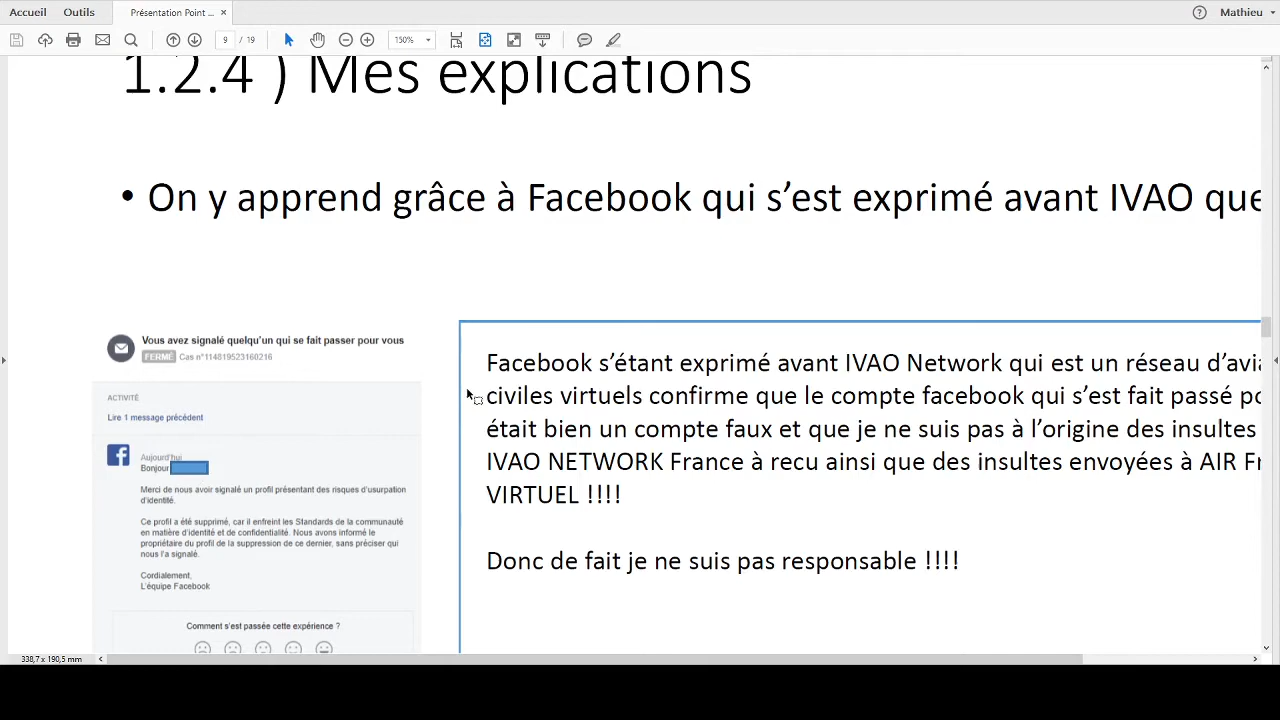 Accueil Outils Présentation Point ... × Mathieu
9 / 19 150%
1.2.4 ) Mes explications
• On y apprend grâce à Facebook qui s’est exprimé avant IVAO que
Vous avez signalé quelqu'un qui se fait passer pour vous
FERMÉ Cas n°114819523160216
ACTIVITÉ
Lire 1 message précédent
Aujourd'hui
Bonjour
Merci de nous avoir signalé un profil présentant des risques d'usurpation
d'identité.
Ce profil a été supprimé, car il enfreint les Standards de la communauté
en matière d'identité et de confidentialité. Nous avons informé le
propriétaire du profil de la suppression de ce dernier, sans préciser qui
nous l'a signalé.
Cordialement,
L'équipe Facebook
Comment s'est passée cette expérience ?
Facebook s’étant exprimé avant IVAO Network qui est un réseau d’avia
civiles virtuels confirme que le compte facebook qui s’est fait passé po
était bien un compte faux et que je ne suis pas à l’origine des insultes
IVAO NETWORK France à recu ainsi que des insultes envoyées à AIR Fr
VIRTUEL !!!!
Donc de fait je ne suis pas responsable !!!!
338,7 x 190,5 mm